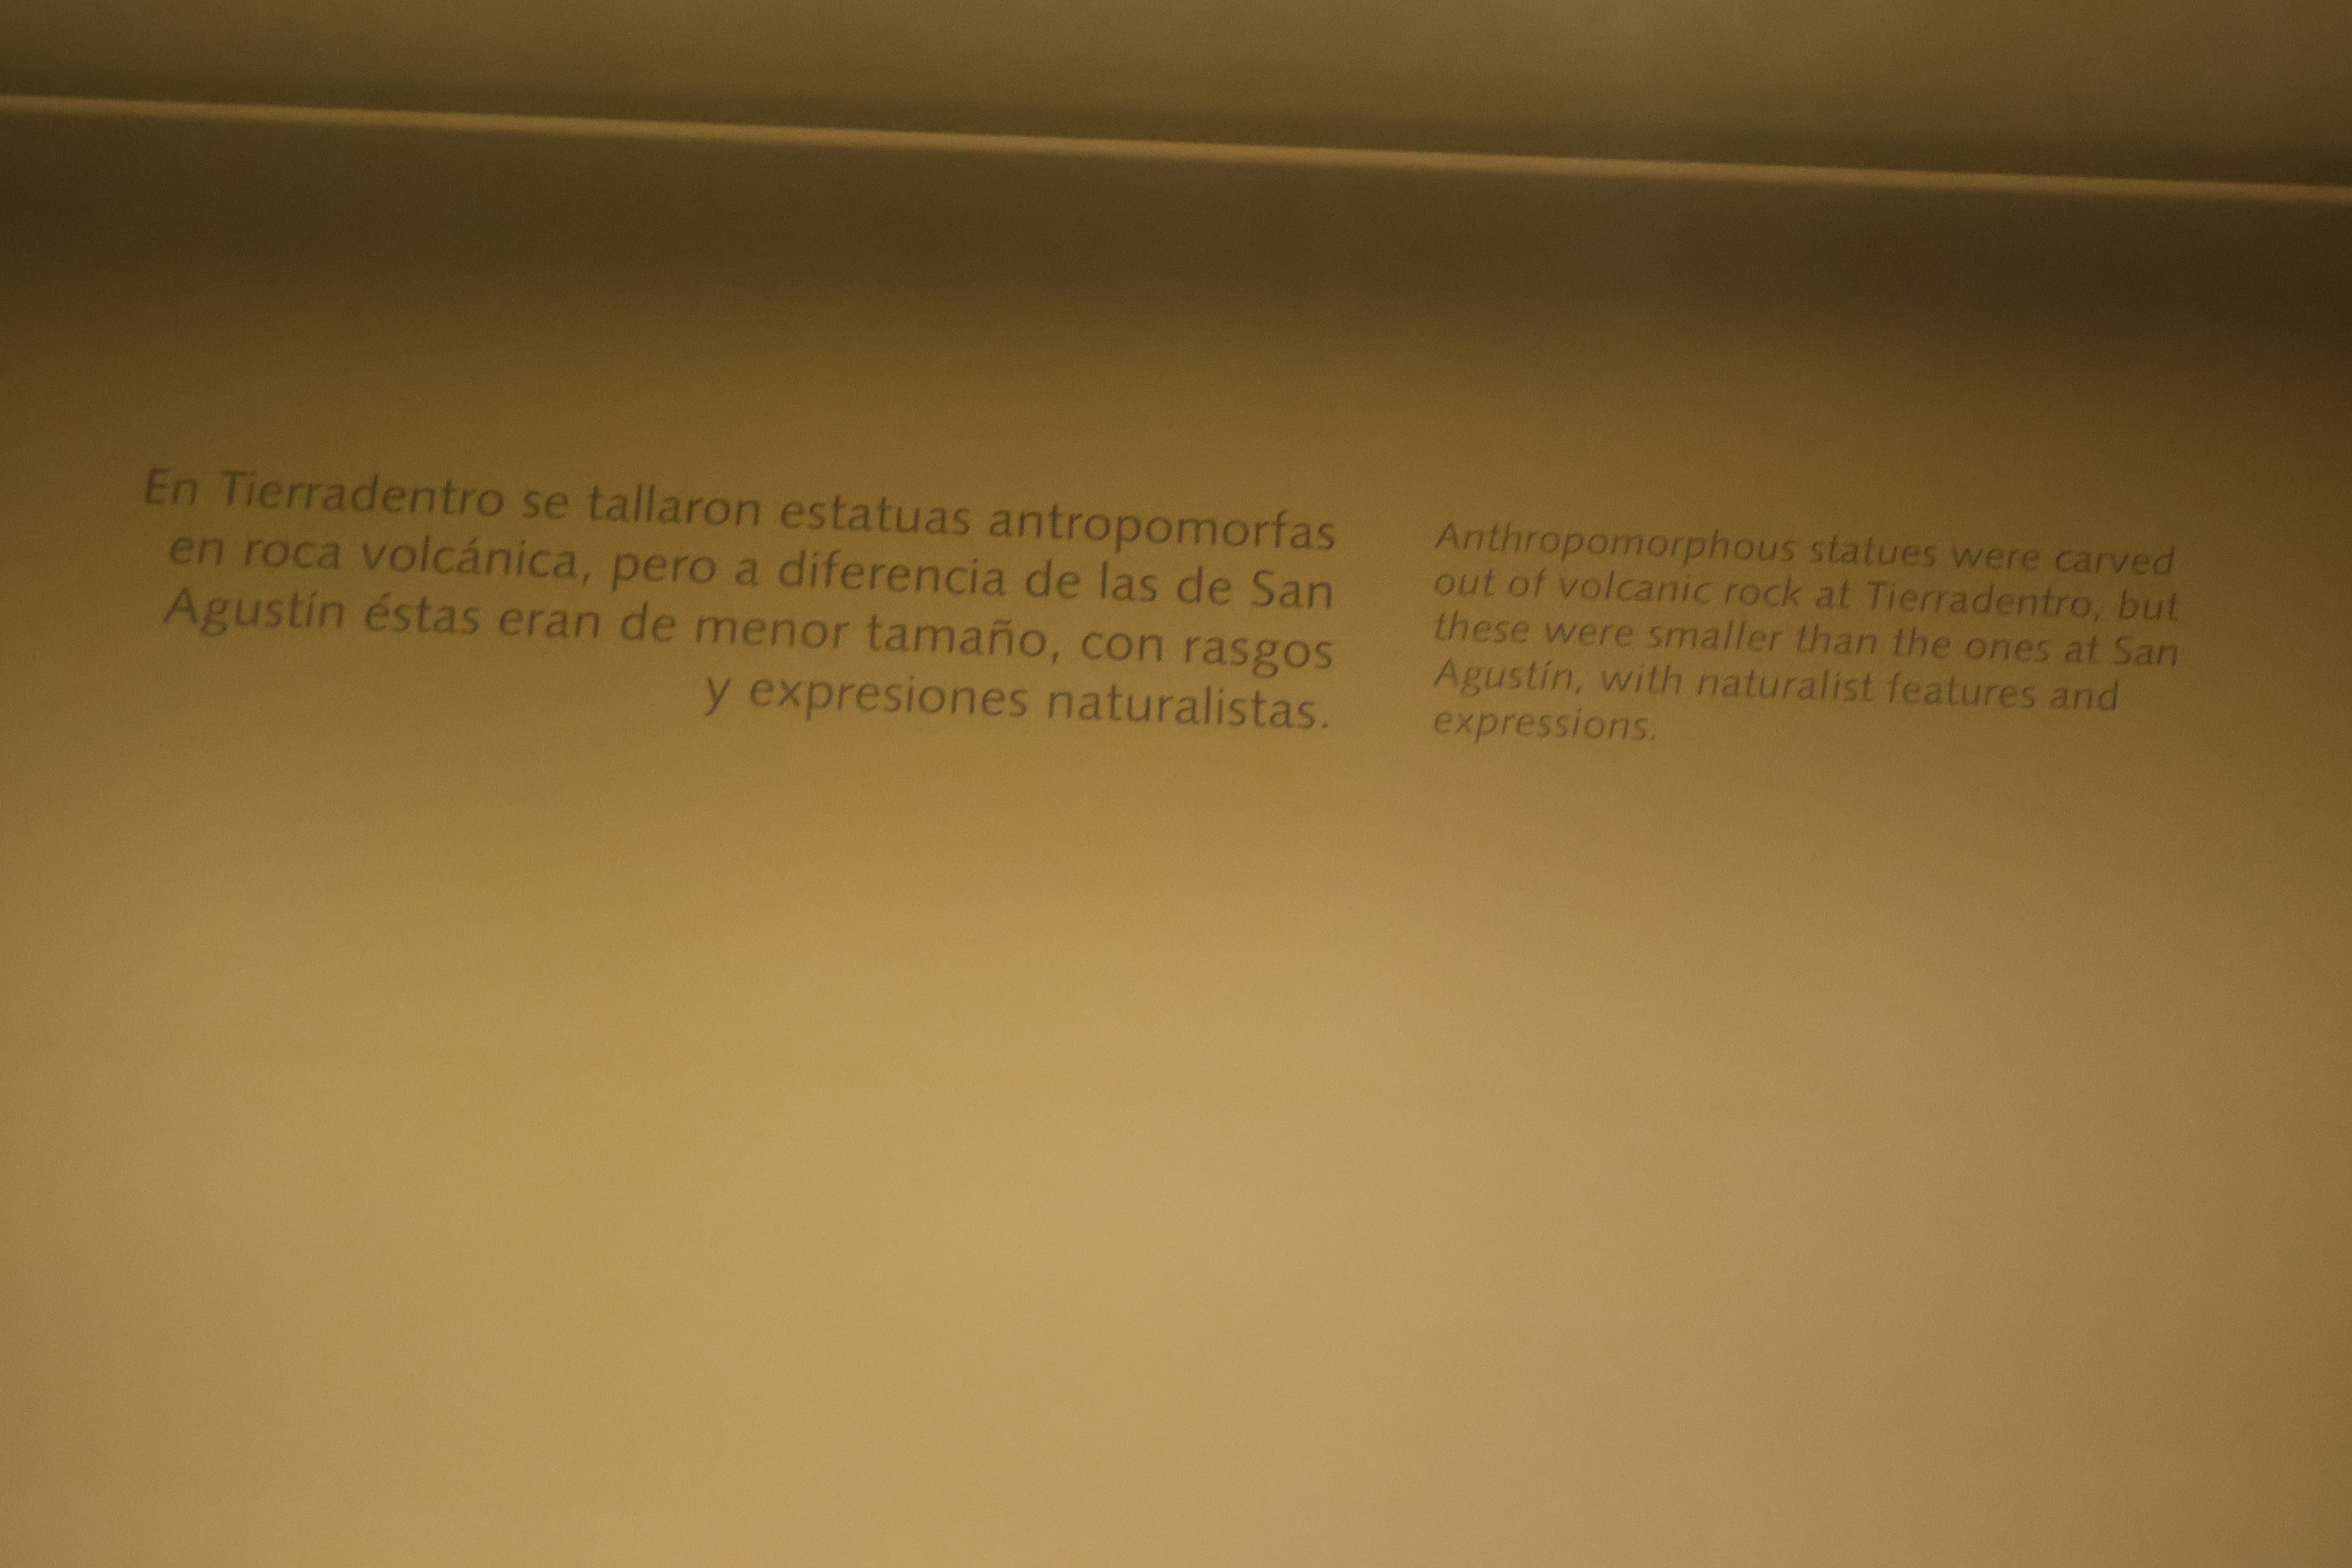 En Tierradentro se tallaron estatuas antropomorfas
en roca volcánica, pero a diferencia de las de San
Agustín éstas eran de menor tamaño, con rasgos
y expresiones naturalistas.
Anthropomorphous statues were carved
out of volcanic rock at Tierradentro, but
these were smaller than the ones at San
Agustín, with naturalist features and
expressions.